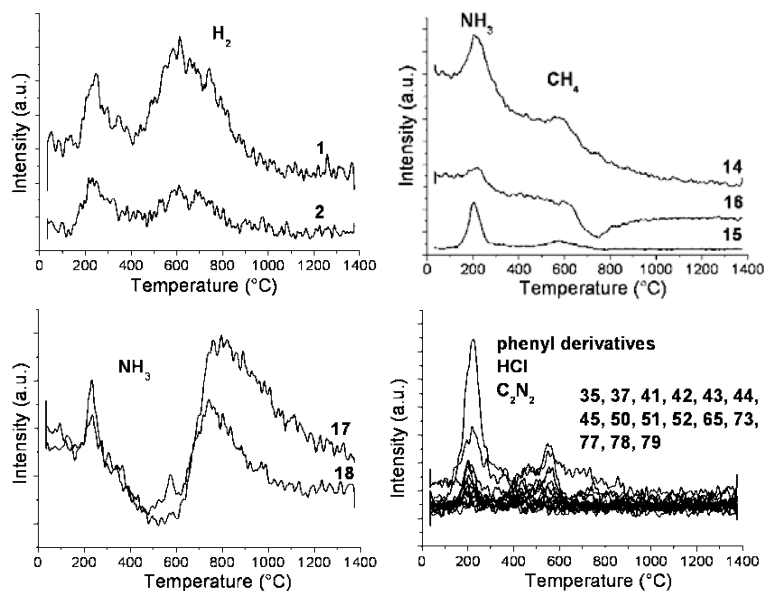 H₂
Intensity (a.u.)
1
2
0 200 400 600 800 1000 1200 1400
Temperature (°C)
NH₃
CH₄
Intensity (a.u.)
14
16
15
0 200 400 600 800 1000 1200 1400
Temperature (°C)
NH₃
Intensity (a.u.)
17
18
0 200 400 600 800 1000 1200 1400
Temperature (°C)
phenyl derivatives
HCl
C₂N₂
35, 37, 41, 42, 43, 44,
45, 50, 51, 52, 65, 73,
77, 78, 79
Intensity (a.u.)
0 200 400 600 800 1000 1200 1400
Temperature (°C)